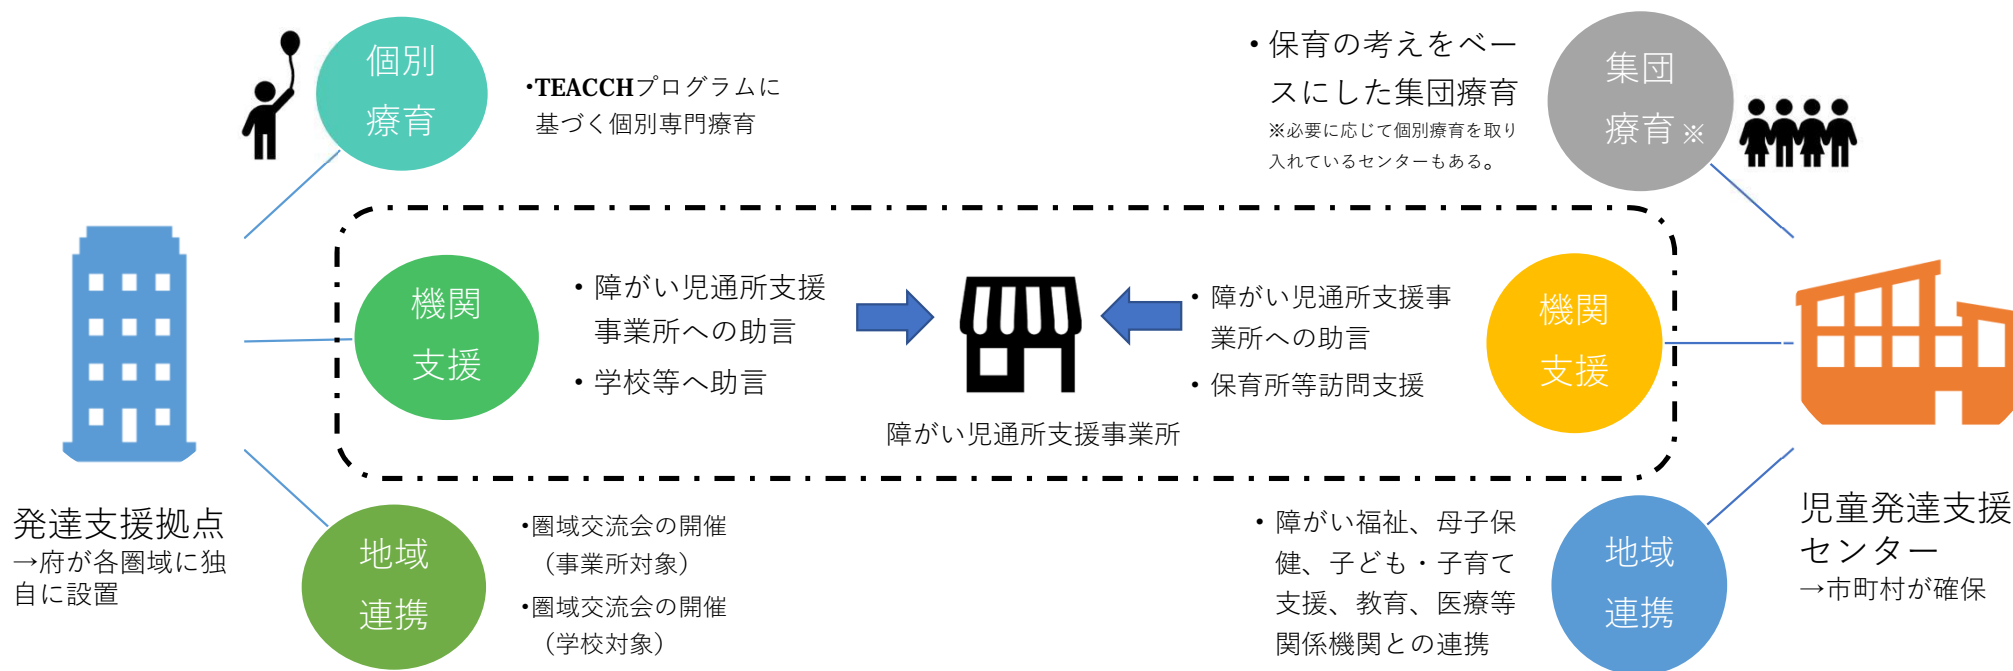 個別
療育
・TEACCHプログラムに
基づく個別専門療育
・保育の考えをベー
スにした集団療育
※必要に応じて個別療育を取り
入れているセンターもある。
集団
療育※
機関
支援
・障がい児通所支援
事業所への助言
・学校等へ助言
障がい児通所支援事業所
・障がい児通所支援事
業所への助言
・保育所等訪問支援
機関
支援
発達支援拠点
→府が各圏域に独
自に設置
地域
連携
・圏域交流会の開催
（事業所対象）
・圏域交流会の開催
（学校対象）
・障がい福祉、母子保
健、子ども・子育て
支援、教育、医療等
関係機関との連携
地域
連携
児童発達支援
センター
→市町村が確保